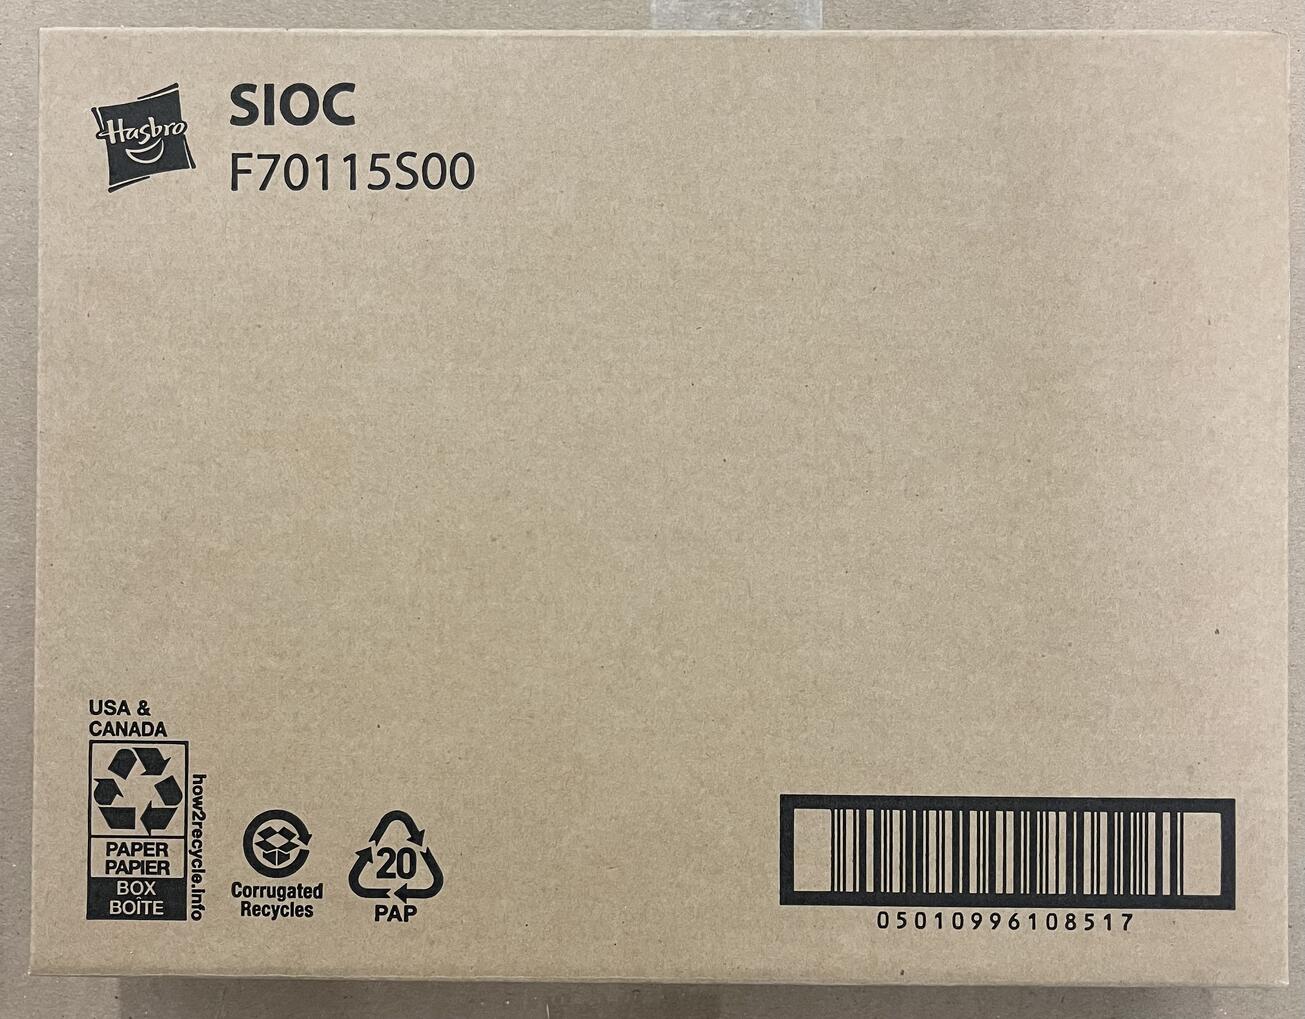 Hasbro
SIOC
F70115S00
USA &
CANADA
PAPER
PAPIER
BOX
BOÎTE
how2recycle.info
Corrugated
Recycles
20
PAP
05010996108517